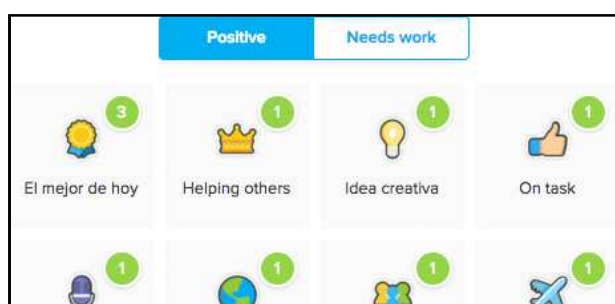 Positive Needs work
3 1 1 1
El mejor de hoy Helping others Idea creativa On task
1 1 1 1